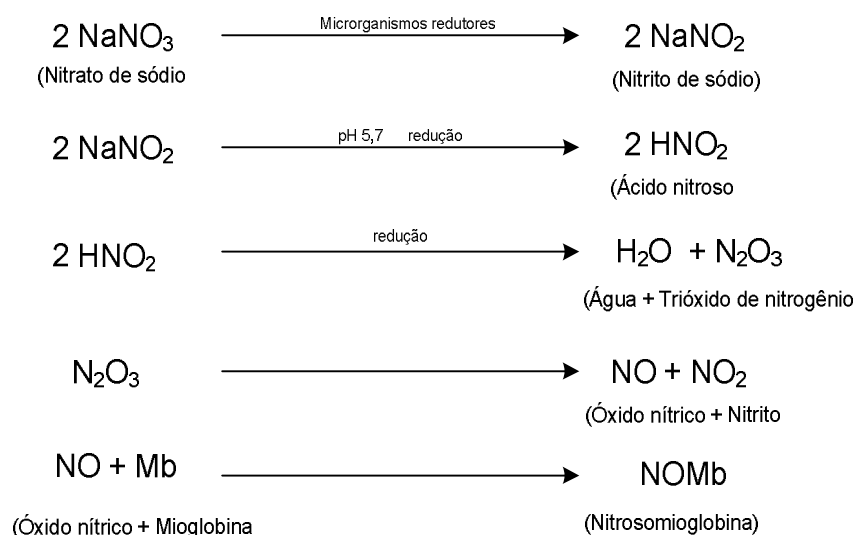 2 NaNO₃ Microrganismos redutores 2 NaNO₂
(Nitrato de sódio (Nitrito de sódio)
2 NaNO₂ pH 5,7 redução 2 HNO₂
(Ácido nitroso
2 HNO₂ redução H₂O + N₂O₃
(Água + Trióxido de nitrogênio
N₂O₃ NO + NO₂
(Óxido nítrico + Nitrito
NO + Mb NOMb
(Óxido nítrico + Mioglobina (Nitrosomioglobina)